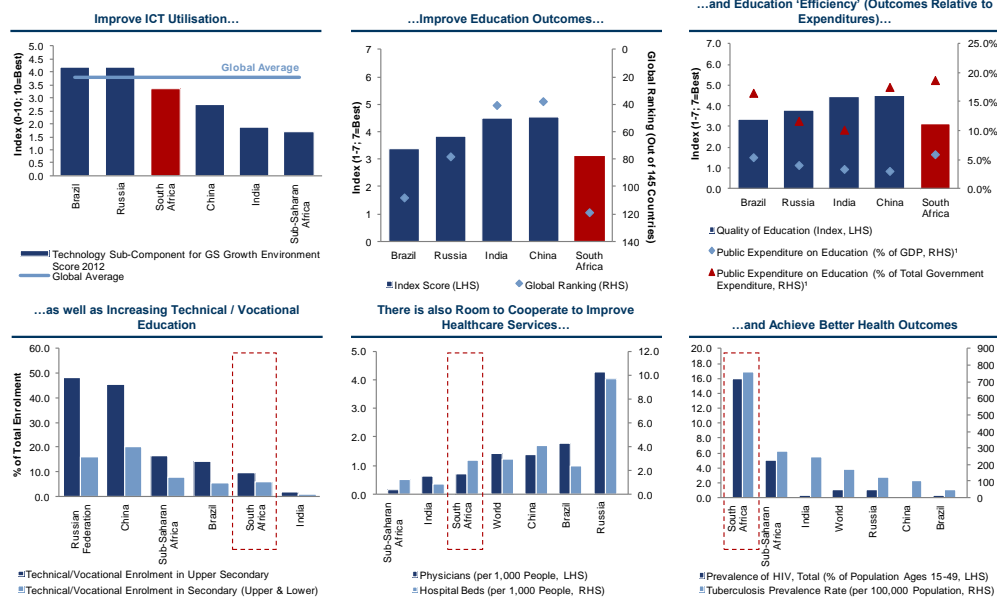 Improve ICT Utilisation…
Index (0-10; 10=Best)
5.0
4.5
4.0
3.5
3.0
2.5
2.0
1.5
1.0
0.5
0.0
Global Average
Brazil
Russia
South
Africa
China
India
Sub-Saharan
Africa
Technology Sub-Component for GS Growth Environment
Score 2012
Global Average
…Improve Education Outcomes…
Index (1-7; 7=Best)
7
6
5
4
3
2
1
0
0
20
40
60
80
100
120
140
Global Ranking (Out of 145 Countries)
Brazil
Russia
India
China
South
Africa
Index Score (LHS)
Global Ranking (RHS)
…and Education ‘Efficiency’ (Outcomes Relative to
Expenditures)…
Index (1-7; 7=Best)
7.0
6.0
5.0
4.0
3.0
2.0
1.0
0.0
25.0%
20.0%
15.0%
10.0%
5.0%
0.0%
Brazil
Russia
India
China
South
Africa
Quality of Education (Index, LHS)
Public Expenditure on Education (% of GDP, RHS)¹
Public Expenditure on Education (% of Total Government
Expenditure, RHS)¹
…as well as Increasing Technical / Vocational
Education
% of Total Enrolment
60.0
50.0
40.0
30.0
20.0
10.0
0.0
Russian
Federation
China
Sub-Saharan
Africa
Brazil
South
Africa
India
Technical/Vocational Enrolment in Upper Secondary
Technical/Vocational Enrolment in Secondary (Upper & Lower)
There is also Room to Cooperate to Improve
Healthcare Services…
5.0
4.0
3.0
2.0
1.0
0.0
12.0
10.0
8.0
6.0
4.0
2.0
0.0
Sub-Saharan
Africa
India
South
Africa
World
China
Brazil
Russia
Physicians (per 1,000 People, LHS)
Hospital Beds (per 1,000 People, RHS)
…and Achieve Better Health Outcomes
20.0
18.0
16.0
14.0
12.0
10.0
8.0
6.0
4.0
2.0
0.0
900
800
700
600
500
400
300
200
100
0
South
Africa
Sub-Saharan
Africa
India
World
Russia
China
Brazil
Prevalence of HIV, Total (% of Population Ages 15-49, LHS)
Tuberculosis Prevalence Rate (per 100,000 Population, RHS)